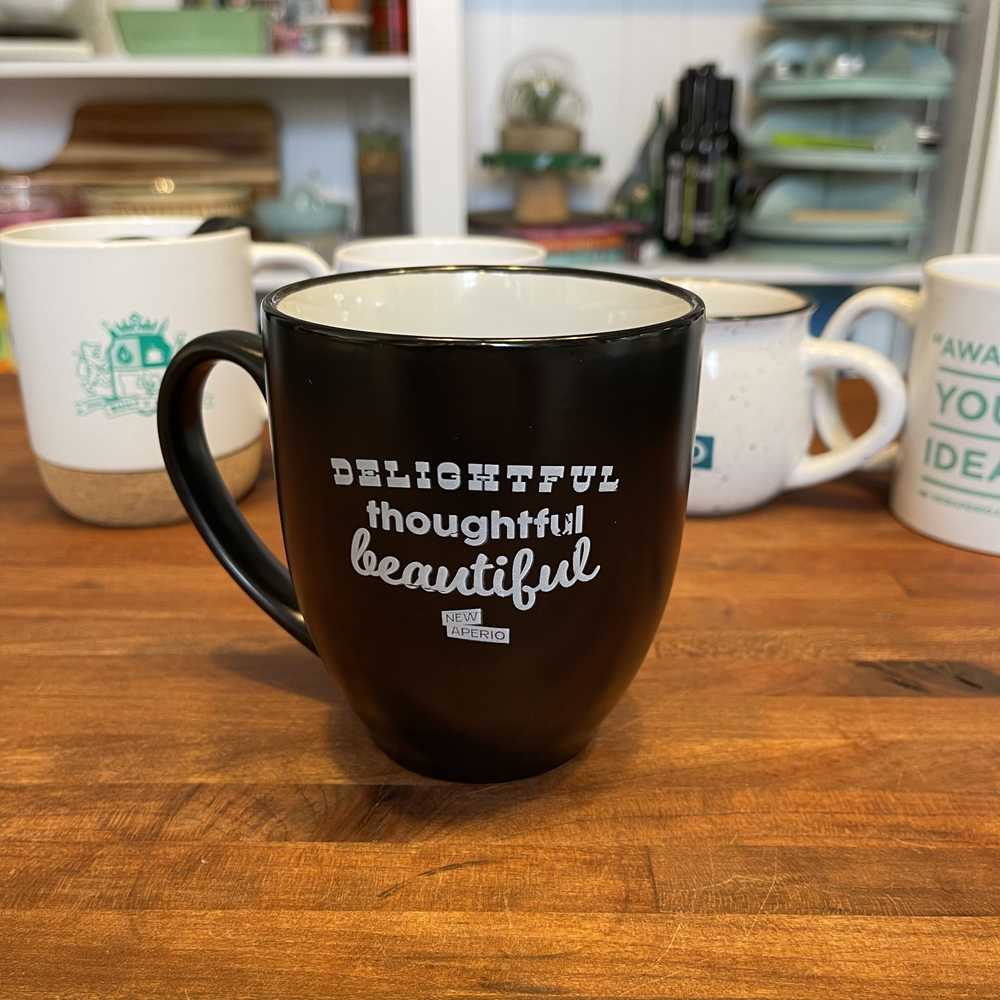 DELIGHTFUL
thoughtful
beautiful
NEW
APERIO
"AWA
YOU
IDEA